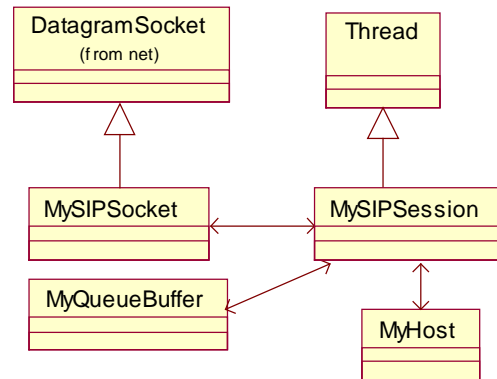 DatagramSocket
(from net)
Thread
MySIPSocket
MySIPSession
MyQueueBuffer
MyHost